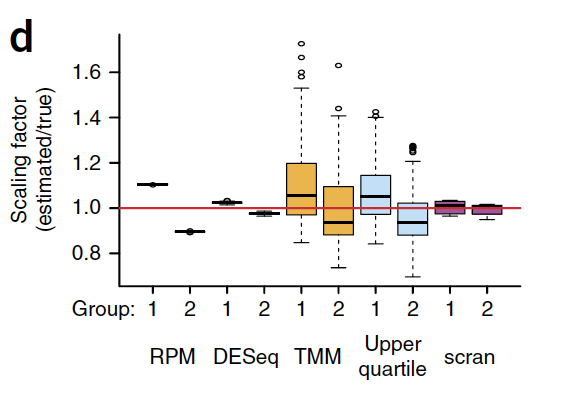 d
Scaling factor
(estimated/true)
1.6
1.4
1.2
1.0
0.8
Group: 1 2 1 2 1 2 1 2 1 2
RPM DESeq TMM Upper quartile scran